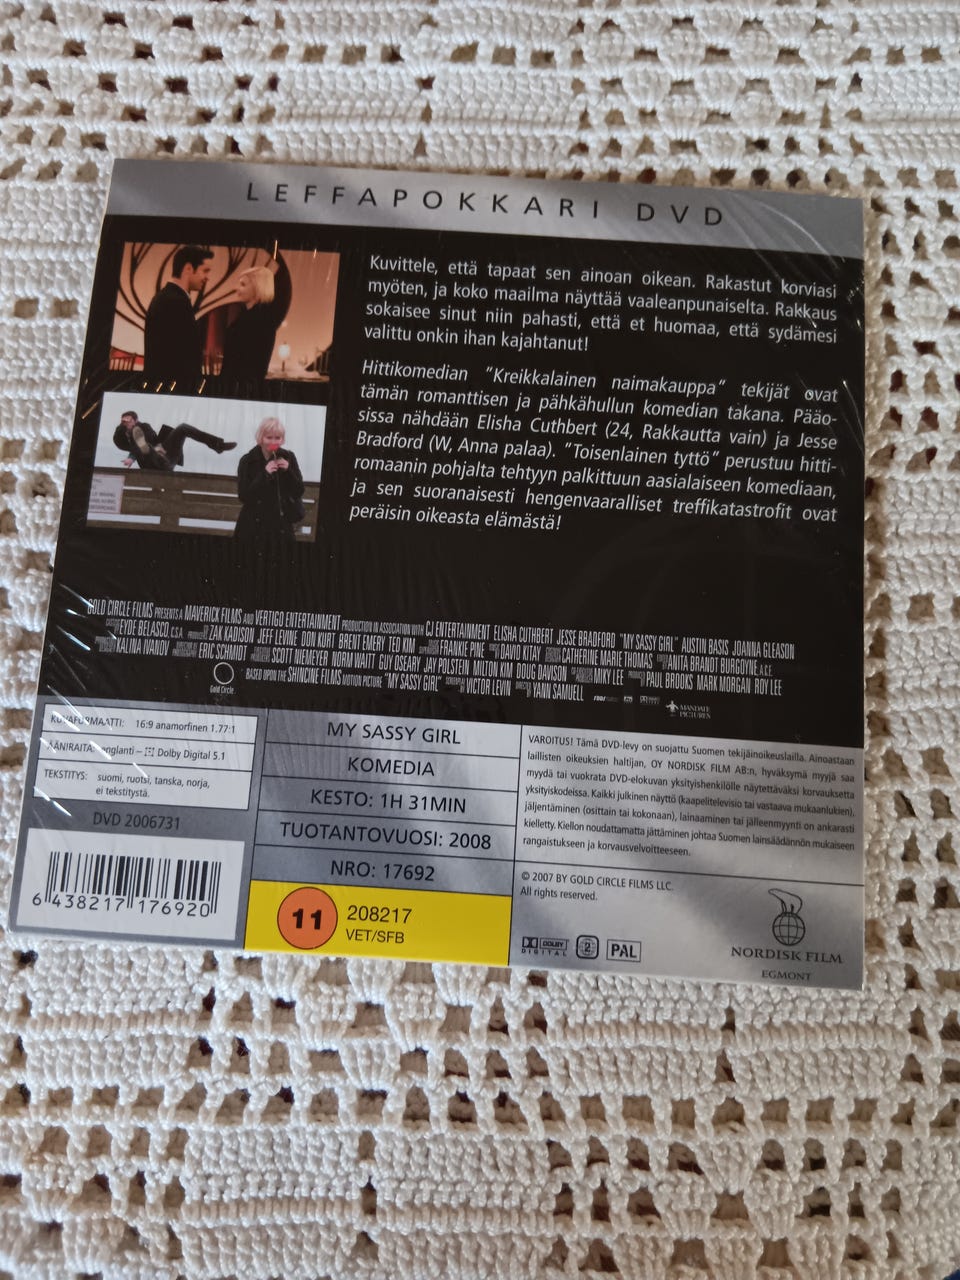 LEFFAPOKKARI DVD
Kuvittele, että tapaat sen ainoan oikean. Rakastut korviasi
myöten, ja koko maailma näyttää vaaleanpunaiselta. Rakkaus
sokaisee sinut niin pahasti, että et huomaa, että sydämesi
valittu onkin ihan kajahtanut!
Hittikomedian ”Kreikkalainen naimakauppa” tekijät ovat
tämän romanttisen ja pähkähullun komedian takana. Pääo-
sissa nähdään Elisha Cuthbert (24, Rakkautta vain) ja Jesse
Bradford (W, Anna palaa). ”Toisenlainen tyttö” perustuu hitti-
romaanin pohjalta tehtyyn palkittuun aasialaiseen komediaan,
ja sen suoranaisesti hengenvaaralliset treffikatastrofit ovat
peräisin oikeasta elämästä!
GOLD CIRCLE FILMS PRESENTS A MAVERICK FILMS AND VERTIGO ENTERTAINMENT PRODUCTION IN ASSOCIATION WITH CJ ENTERTAINMENT ELISHA CUTHBERT JESSE BRADFORD "MY SASSY GIRL" AUSTIN BASIS JOANNA GLEASON
EYDE BELASCO, C.S.A. ZAK KADISON JEFF LEVINE DON KURT BRENT EMERY TED KIM FRANKIE PINE DAVID KITAY CATHERINE MARIE THOMAS ANITA BRANDT BURGOYNE, A.C.E.
KALINA IVANOV ERIC SCHMIDT SCOTT NIEMEYER NORM WAITT GUY OSEARY JAY POLSTEIN MILTON KIM DOUG DAVISON MIKY LEE PAUL BROOKS MARK MORGAN ROY LEE
Gold Circle BASED UPON THE SHINCINE FILMS MOTION PICTURE "MY SASSY GIRL" VICTOR LEVIN YANN SAMUELL MANDATE PICTURES
KUVAFORMAATTI: 16:9 anamorfinen 1.77:1
ÄÄNIRAITA: englanti – Dolby Digital 5.1
TEKSTITYS: suomi, ruotsi, tanska, norja,
ei tekstitystä.
DVD 2006731
6 438217 176920
MY SASSY GIRL
KOMEDIA
KESTO: 1H 31MIN
TUOTANTOVUOSI: 2008
NRO: 17692
11 208217
VET/SFB
VAROITUS! Tämä DVD-levy on suojattu Suomen tekijäinoikeuslailla. Ainoastaan
laillisten oikeuksien haltijan, OY NORDISK FILM AB:n, hyväksymä myyjä saa
myydä tai vuokrata DVD-elokuvan yksityishenkilölle näytettäväksi korvauksetta
yksityiskodeissa. Kaikki julkinen näyttö (kaapelitelevisio tai vastaava mukaanlukien),
jäljentäminen (osittain tai kokonaan), lainaaminen tai jälleenmyynti on ankarasti
kielletty. Kiellon noudattamatta jättäminen johtaa Suomen lainsäädännön mukaiseen
rangaistukseen ja korvausvelvoitteeseen.
© 2007 BY GOLD CIRCLE FILMS LLC.
All rights reserved.
DOLBY DIGITAL 2 PAL
NORDISK FILM
EGMONT